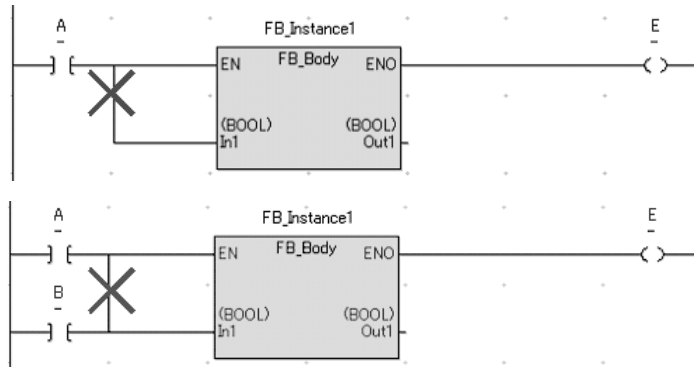 A
FB_Instance1
E
EN FB_Body ENO
(BOOL) (BOOL)
In1 Out1
A
FB_Instance1
E
EN FB_Body ENO
B
(BOOL) (BOOL)
In1 Out1